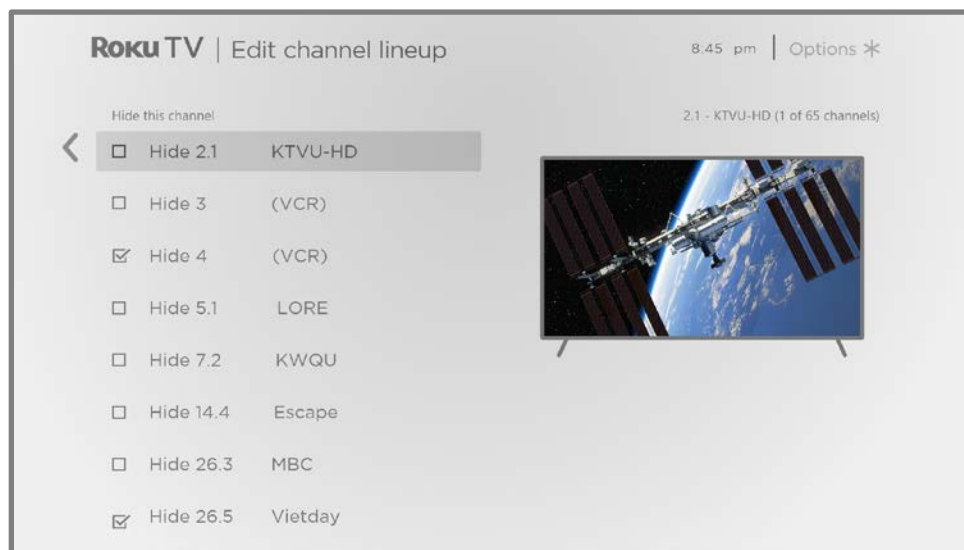 Roku TV | Edit channel lineup
8:45 pm | Options *
Hide this channel
2.1 - KTVU-HD (1 of 65 channels)
Hide 2.1 KTVU-HD
Hide 3 (VCR)
Hide 4 (VCR)
Hide 5.1 LORE
Hide 7.2 KWQU
Hide 14.4 Escape
Hide 26.3 MBC
Hide 26.5 Vietday